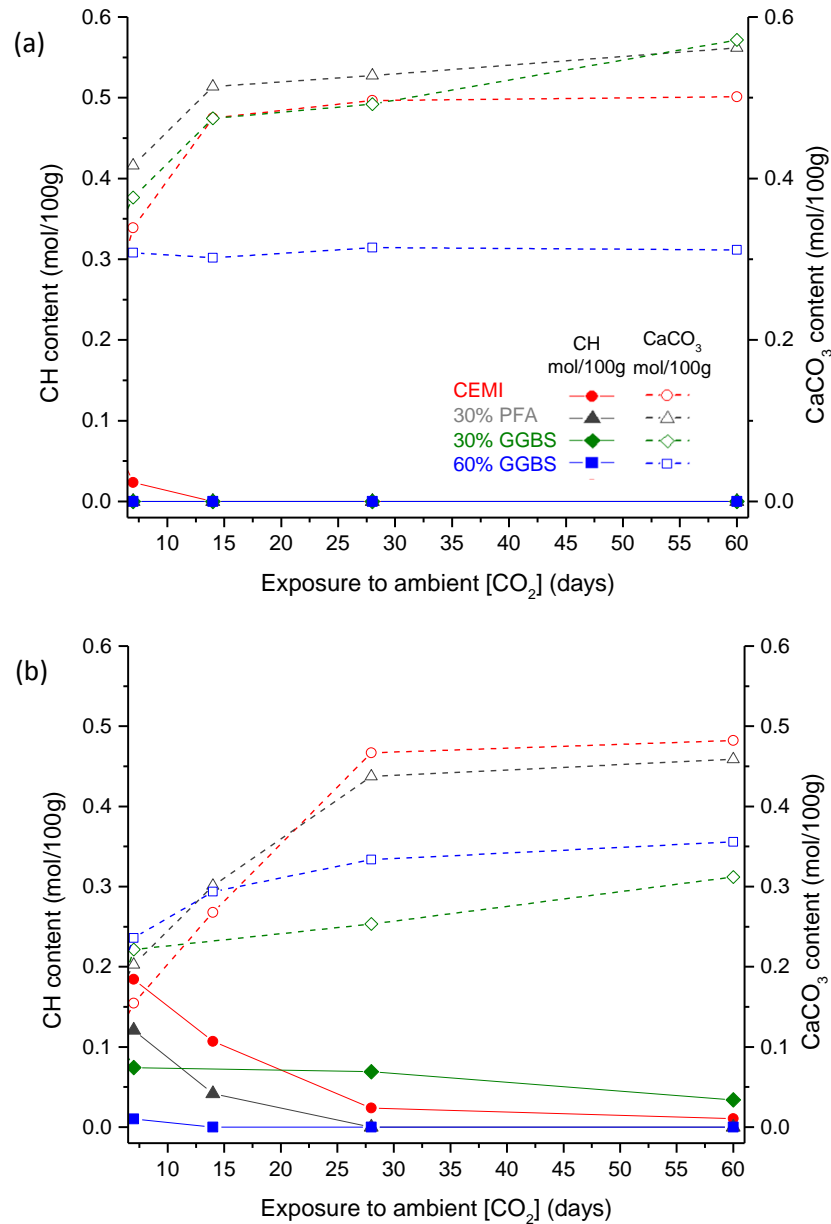 (a)
0.6
0.5
0.4
0.3
0.2
0.1
0.0
CH content (mol/100g)
0.6
0.4
0.2
0.0
CaCO3 content (mol/100g)
CH CaCO3
mol/100g mol/100g
CEMI
30% PFA
30% GGBS
60% GGBS
10 15 20 25 30 35 40 45 50 55 60
Exposure to ambient [CO2] (days)
(b)
0.6
0.5
0.4
0.3
0.2
0.1
0.0
CH content (mol/100g)
0.6
0.5
0.4
0.3
0.2
0.1
0.0
CaCO3 content (mol/100g)
10 15 20 25 30 35 40 45 50 55 60
Exposure to ambient [CO2] (days)